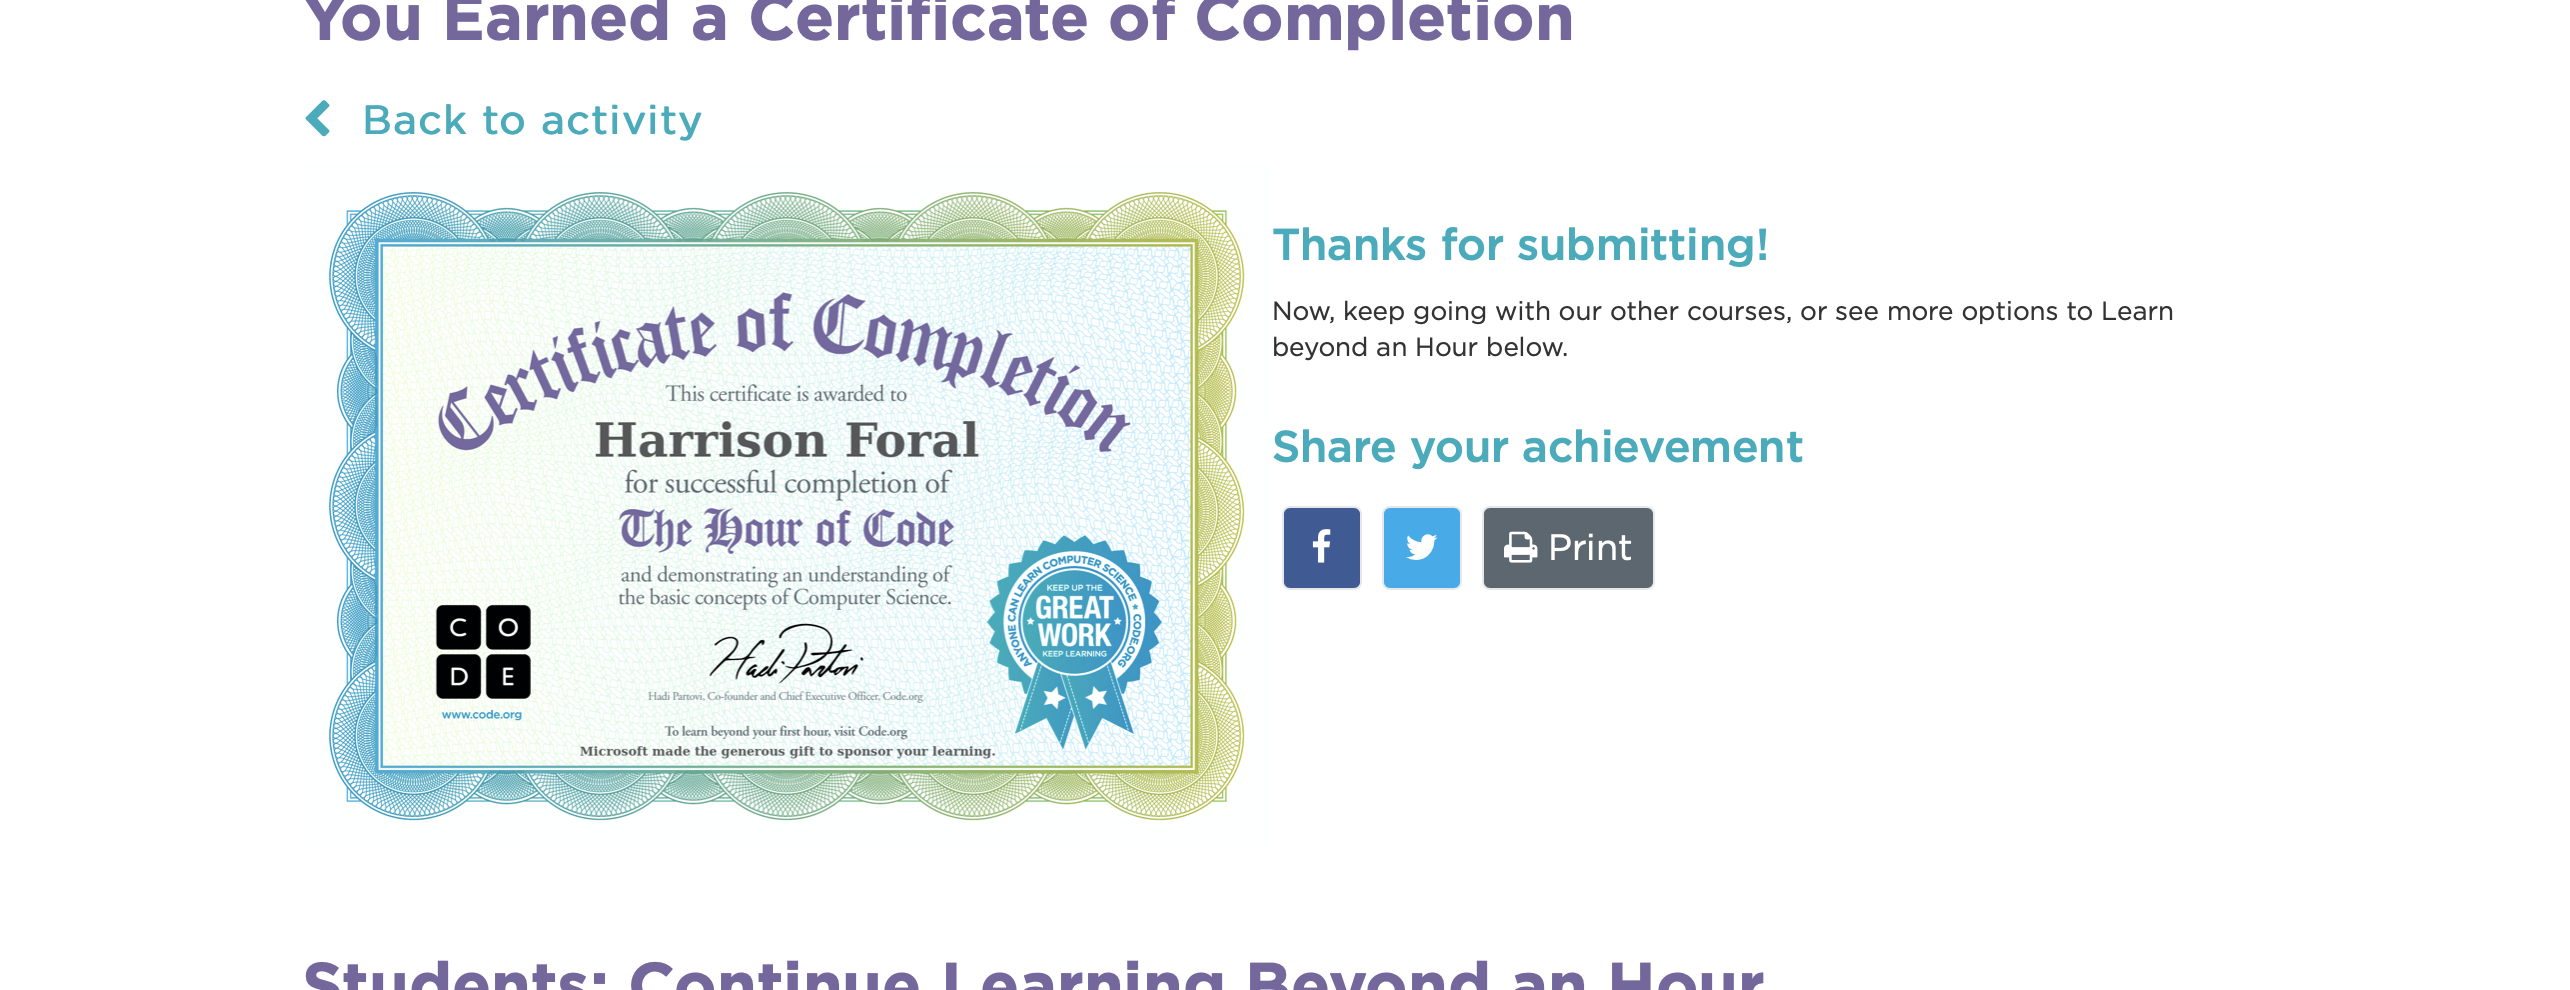 You Earned a Certificate of Completion
Back to activity
Certificate of Completion
This certificate is awarded to
Harrison Foral
for successful completion of
The Hour of Code
and demonstrating an understanding of
the basic concepts of Computer Science.
C O
D E
www.code.org
Hadi Partovi
Hadi Partovi, Co-founder and Chief Executive Officer, Code.org
To learn beyond your first hour, visit Code.org
Microsoft made the generous gift to sponsor your learning.
ANYONE CAN LEARN COMPUTER SCIENCE ★ CODE.ORG
KEEP UP THE
GREAT
WORK
KEEP LEARNING
Thanks for submitting!
Now, keep going with our other courses, or see more options to Learn
beyond an Hour below.
Share your achievement
Print
Students: Continue Learning Beyond an Hour